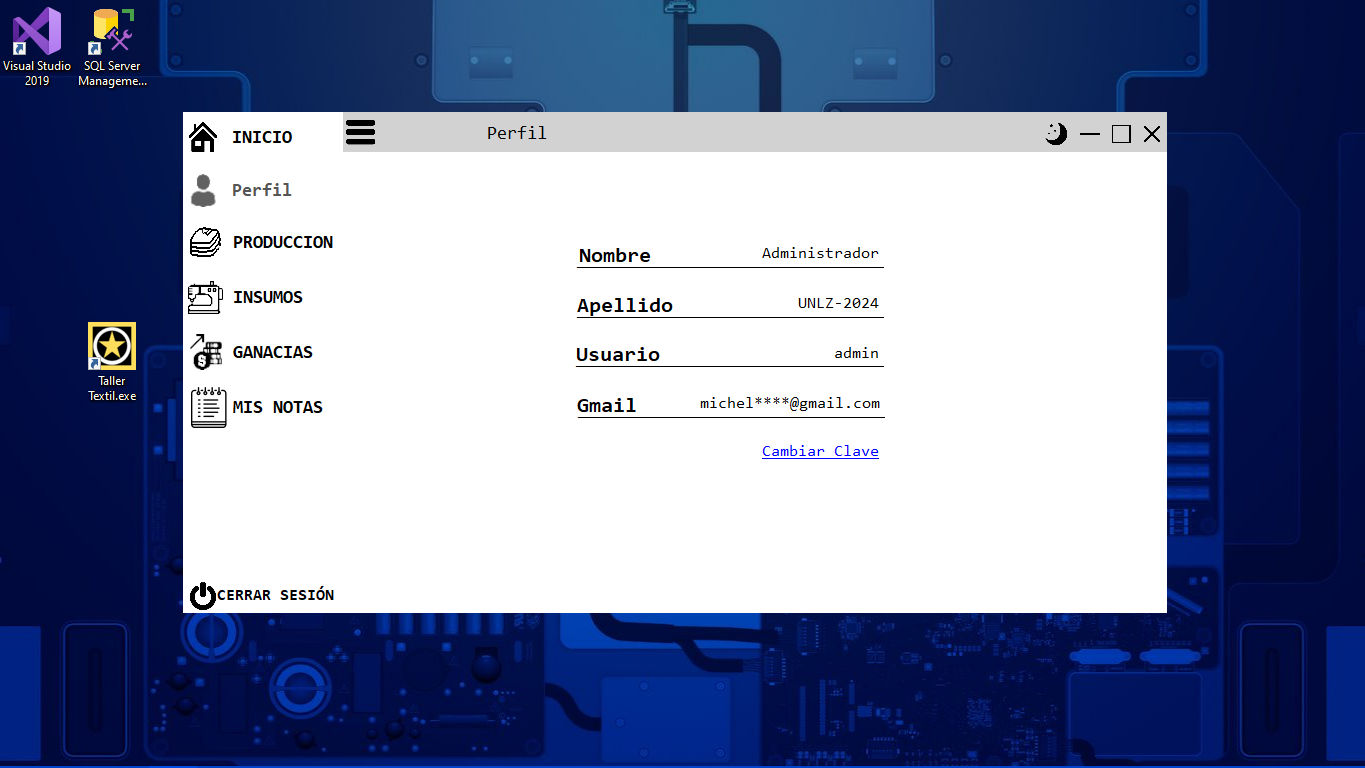 Visual Studio
2019
SQL Server
Manageme...
Taller
Textil.exe
INICIO
Perfil
PRODUCCION
INSUMOS
GANACIAS
MIS NOTAS
CERRAR SESIÓN
Perfil
Nombre Administrador
Apellido UNLZ-2024
Usuario admin
Gmail michel****@gmail.com
Cambiar Clave